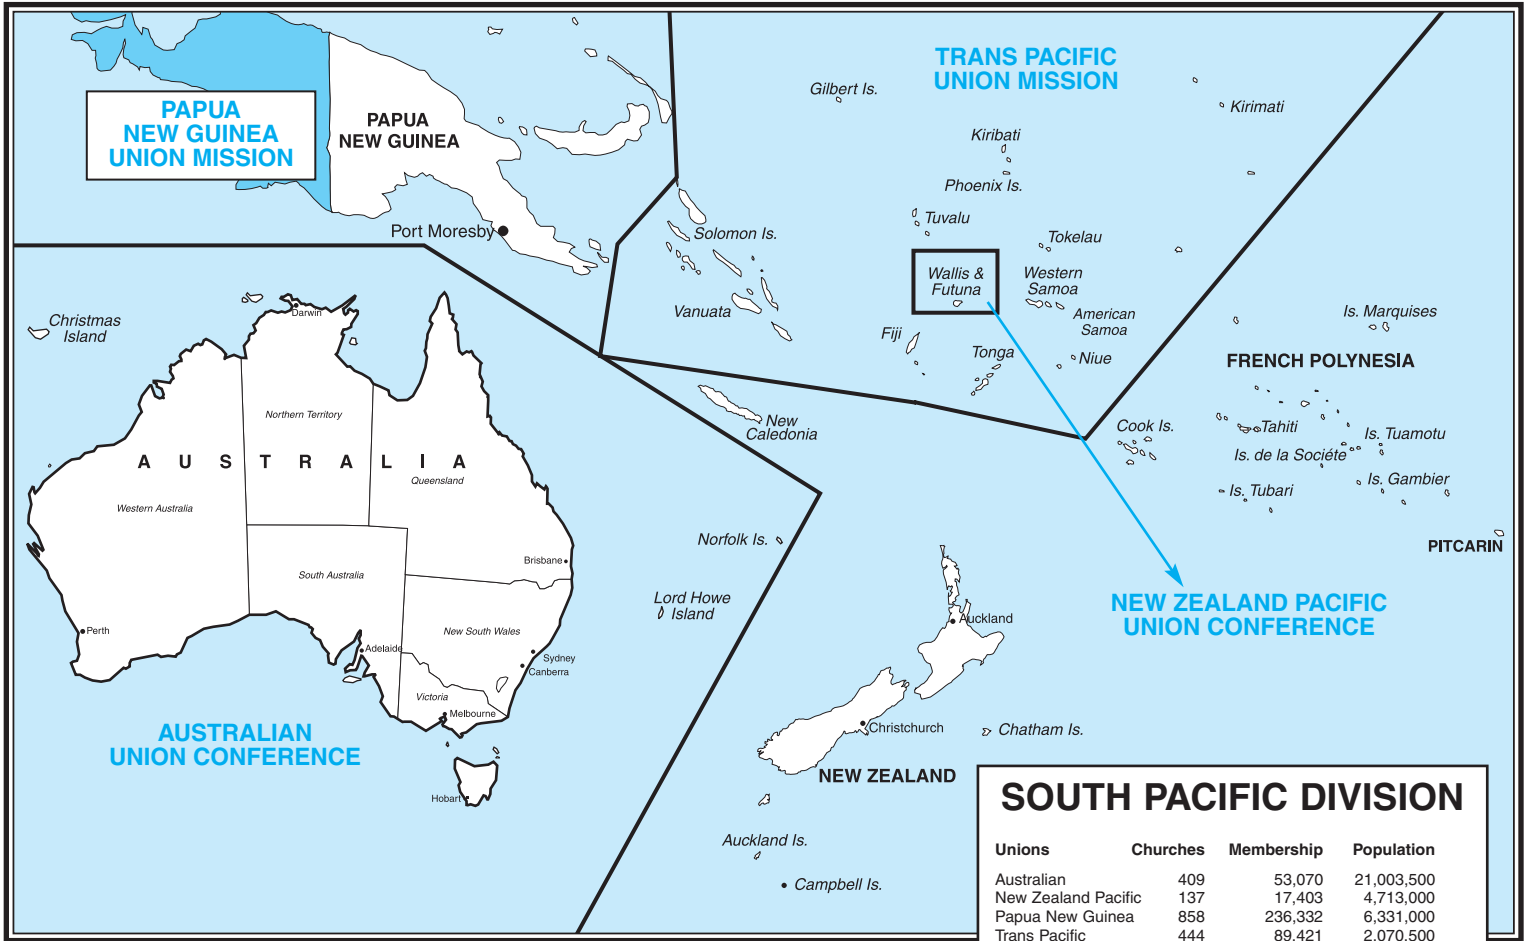 TRANS PACIFIC
UNION MISSION
PAPUA
NEW GUINEA
UNION MISSION
PAPUA
NEW GUINEA
Port Moresby
Gilbert Is.
Kirimati
Kiribati
Phoenix Is.
Tuvalu
Solomon Is.
Tokelau
Wallis &
Futuna
Western
Samoa
Vanuata
American
Samoa
Fiji
Tonga
Niue
Is. Marquises
FRENCH POLYNESIA
Christmas
Island
Darwin
Northern Territory
New
Caledonia
Cook Is.
Tahiti
Is. Tuamotu
Is. de la Sociéte
Is. Gambier
Is. Tubari
AUSTRALIA
Queensland
Western Australia
Norfolk Is.
PITCARIN
Brisbane
South Australia
Lord Howe
Island
NEW ZEALAND PACIFIC
UNION CONFERENCE
Auckland
Perth
New South Wales
Adelaide
Sydney
Canberra
Victoria
Melbourne
AUSTRALIAN
UNION CONFERENCE
Christchurch
Chatham Is.
NEW ZEALAND
Hobart
Auckland Is.
Campbell Is.
SOUTH PACIFIC DIVISION
Unions Churches Membership Population
Australian 409 53,070 21,003,500
New Zealand Pacific 137 17,403 4,713,000
Papua New Guinea 858 236,332 6,331,000
Trans Pacific 444 89,421 2,070,500